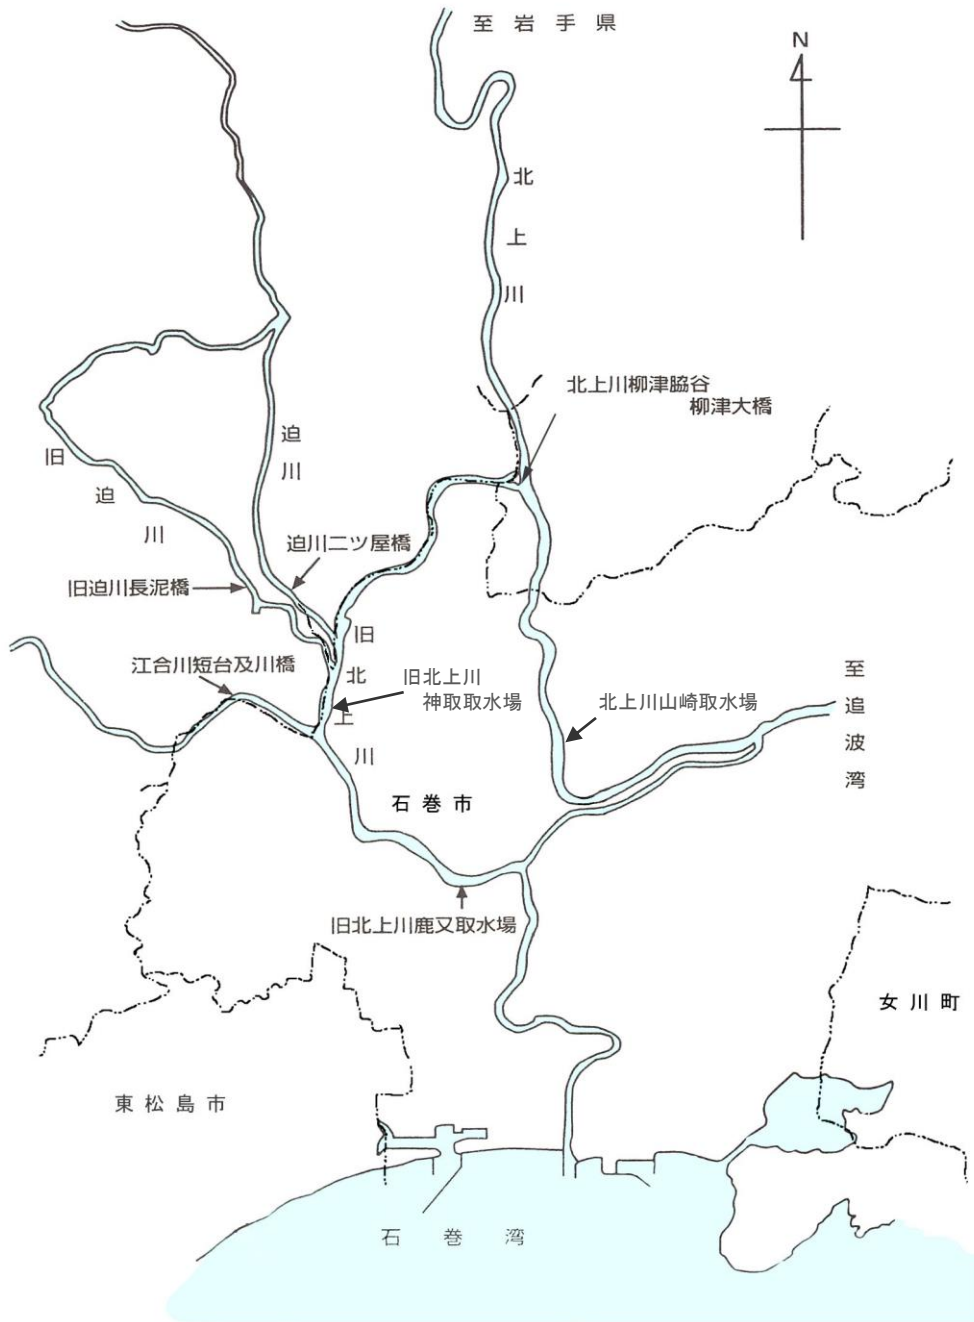 至岩手県
N
北上川
北上川柳津脇谷
柳津大橋
迫川
旧迫川
迫川二ツ屋橋
旧迫川長泥橋
旧北上川
江合川短台及川橋
旧北上川
神取取水場
北上川山崎取水場
至追波湾
石巻市
旧北上川鹿又取水場
女川町
東松島市
石巻湾